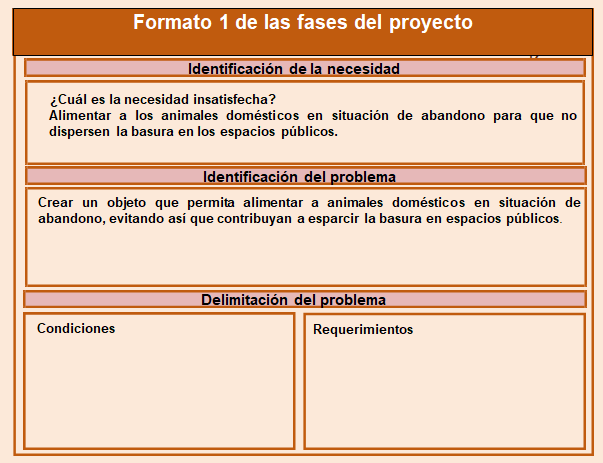 Formato 1 de las fases del proyecto
Identificación de la necesidad
¿Cuál es la necesidad insatisfecha?
Alimentar a los animales domésticos en situación de abandono para que no
dispersen la basura en los espacios públicos.
Identificación del problema
Crear un objeto que permita alimentar a animales domésticos en situación de
abandono, evitando así que contribuyan a esparcir la basura en espacios públicos.
Delimitación del problema
Condiciones
Requerimientos